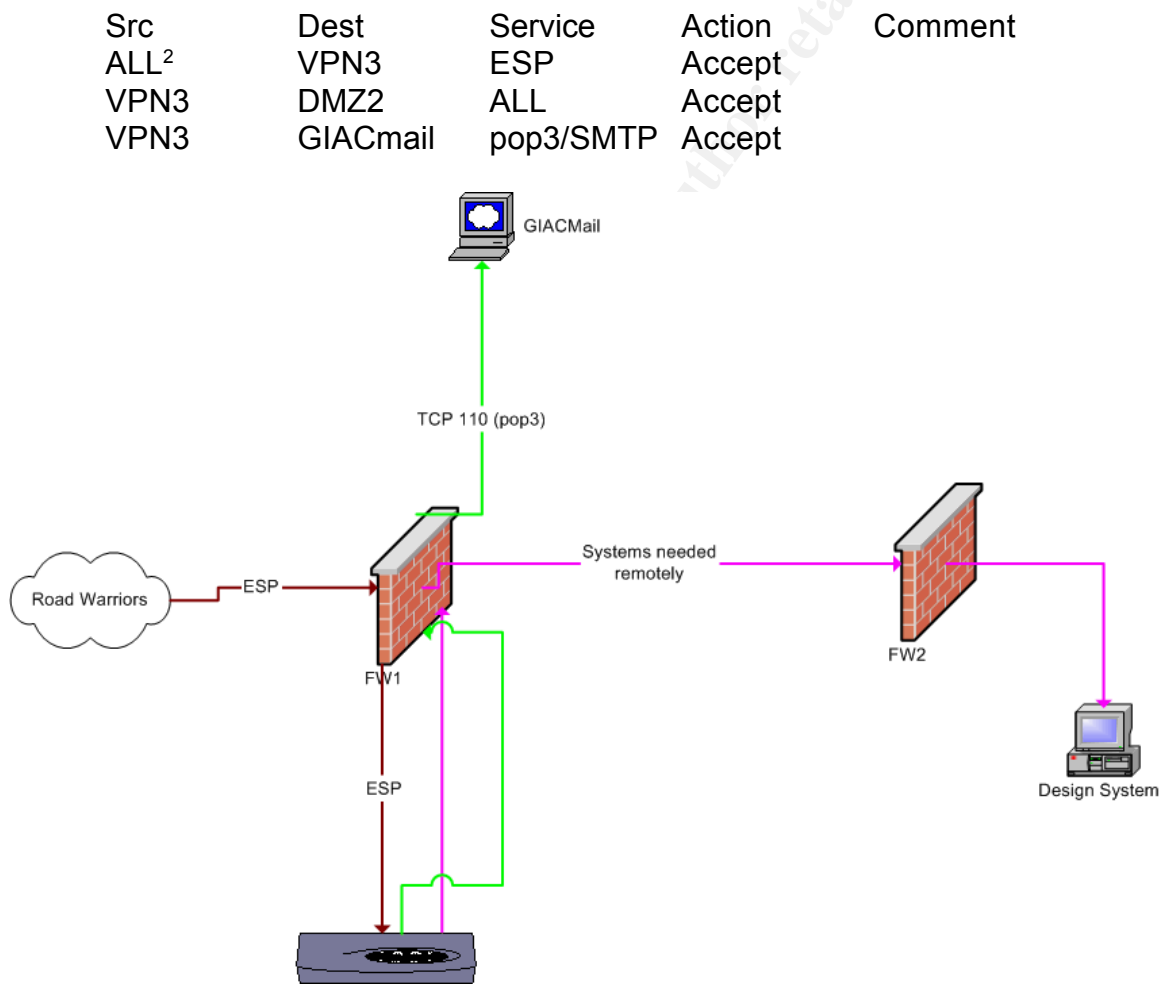 Src Dest Service Action Comment
ALL² VPN3 ESP Accept
VPN3 DMZ2 ALL Accept
VPN3 GIACmail pop3/SMTP Accept
GIACMail
TCP 110 (pop3)
Systems needed
remotely
Road Warriors
ESP
FW1
FW2
ESP
Design System